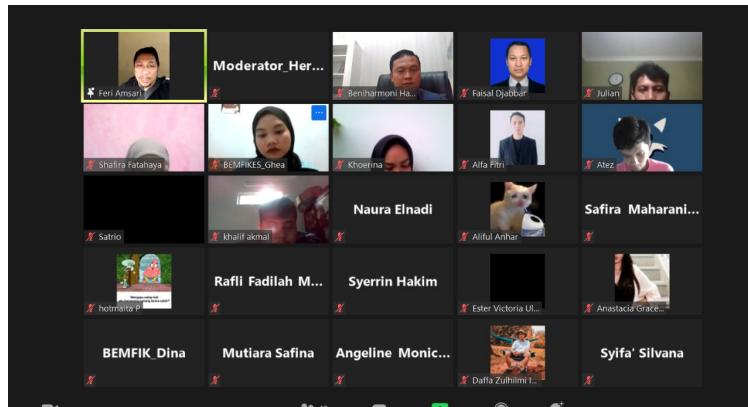 Feri Amsari
Moderator_Her...
Beniharmoni Ha...
Faisal Djabbar
Julian
Shafira Fatahaya
BEMFIKES_Ghea
Khoerina
Alfa Fitri
Atez
Satrio
khalif akmal
Naura Elnadi
Aliful Anhar
Safira Maharani...
hotmaita P
Rafli Fadilah M...
Syerrin Hakim
Ester Victoria Ul...
Anastacia Grace...
BEMFIK_Dina
Mutiara Safina
Angeline Monic...
Daffa Zulhilmi I...
Syifa' Silvana